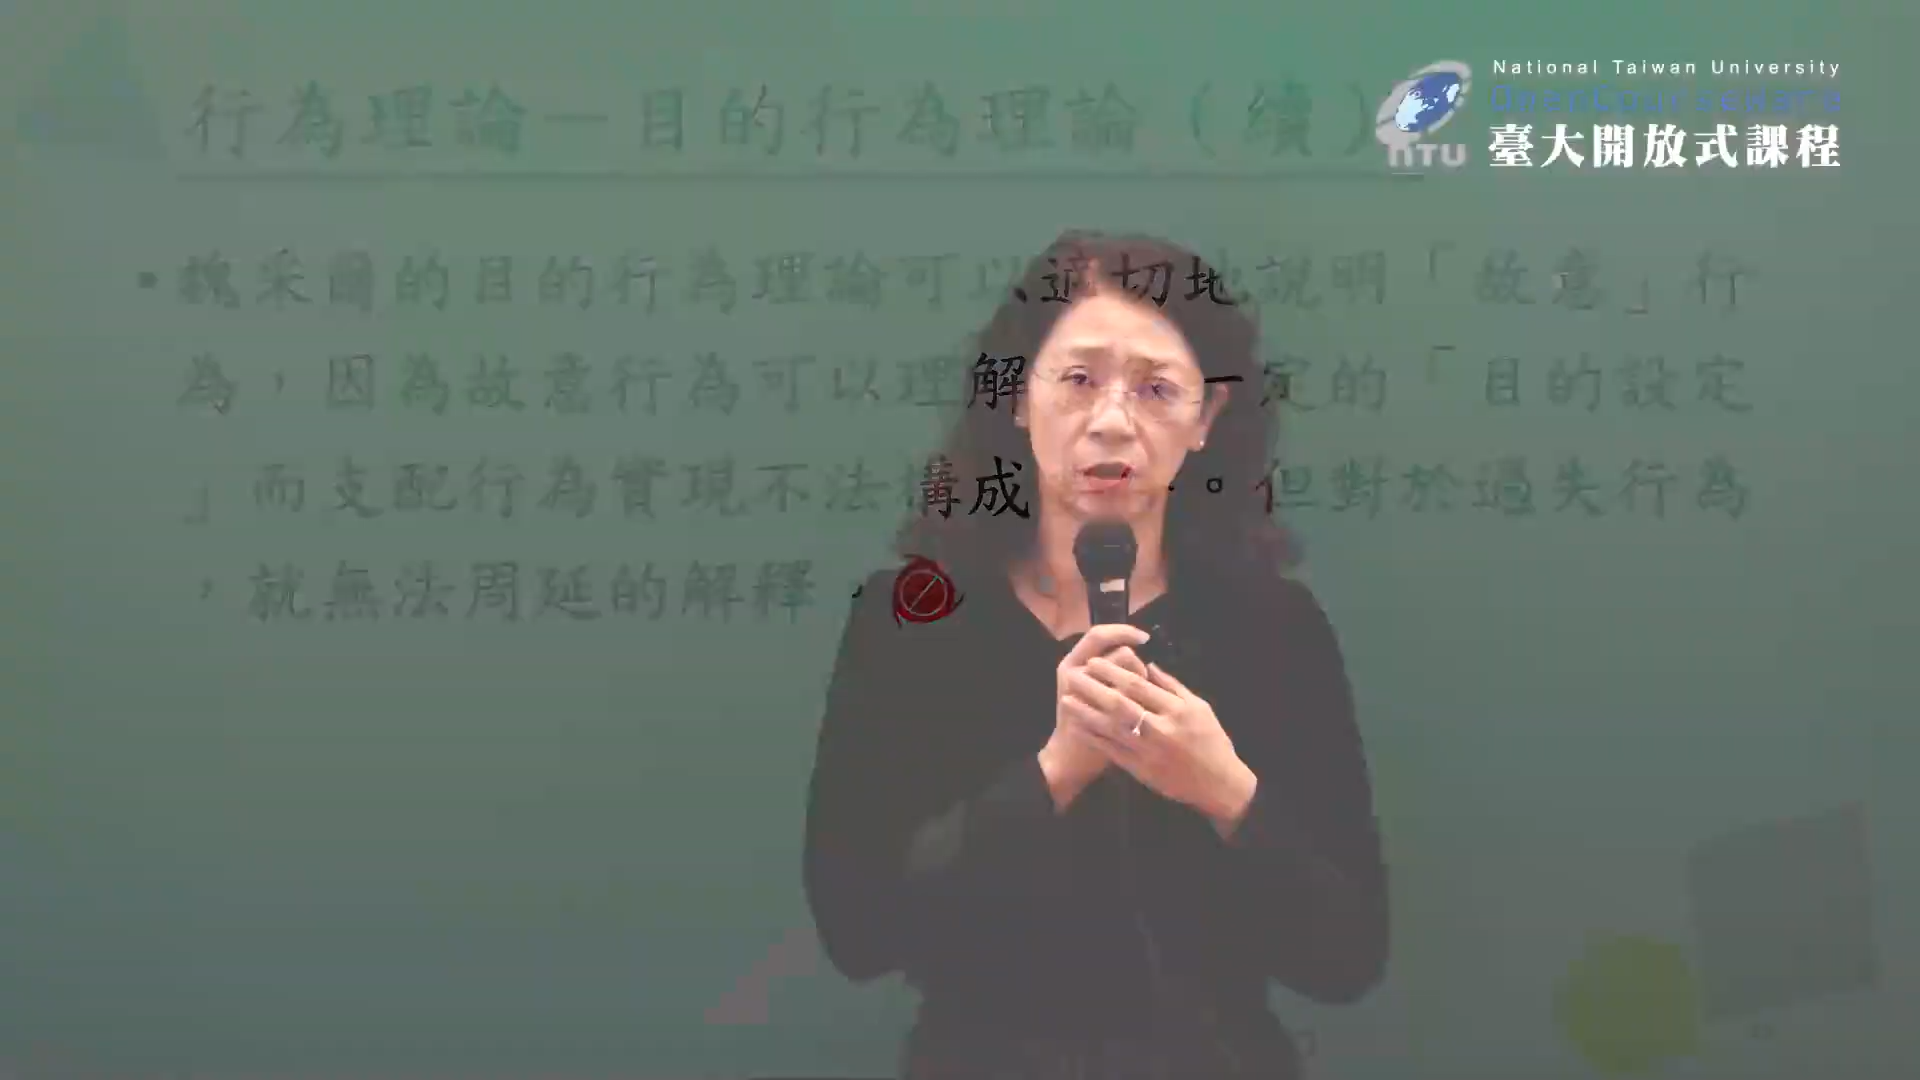 National Taiwan University
OpenCourseWare
NTU
臺大開放式課程
行為理論—目的行為理論（續）
•魏采爾的目的行為理論可以適切地說明「故意」行
為，因為故意行為可以理解 一定的「目的設定
」而支配行為實現不法構成 。但對於過失行為
，就無法周延的解釋，